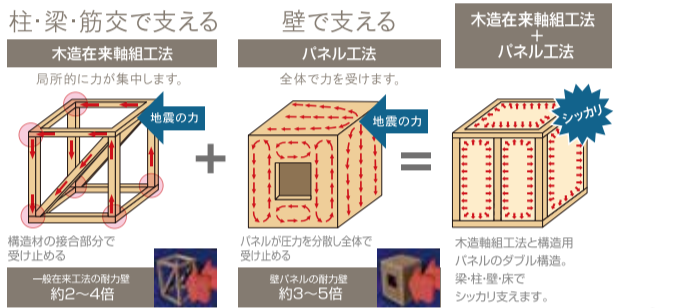 柱・梁・筋交で支える
木造在来軸組工法
局所的に力が集中します。
地震の力
構造材の接合部分で
受け止める
一般在来工法の耐力壁
約2〜4倍
+
壁で支える
パネル工法
全体で力を受けます。
地震の力
パネルが圧力を分散し全体で
受け止める
壁パネルの耐力壁
約3〜5倍
=
木造在来軸組工法
+
パネル工法
シッカリ
木造軸組工法と構造用
パネルのダブル構造。
梁・柱・壁・床で
シッカリ支えます。